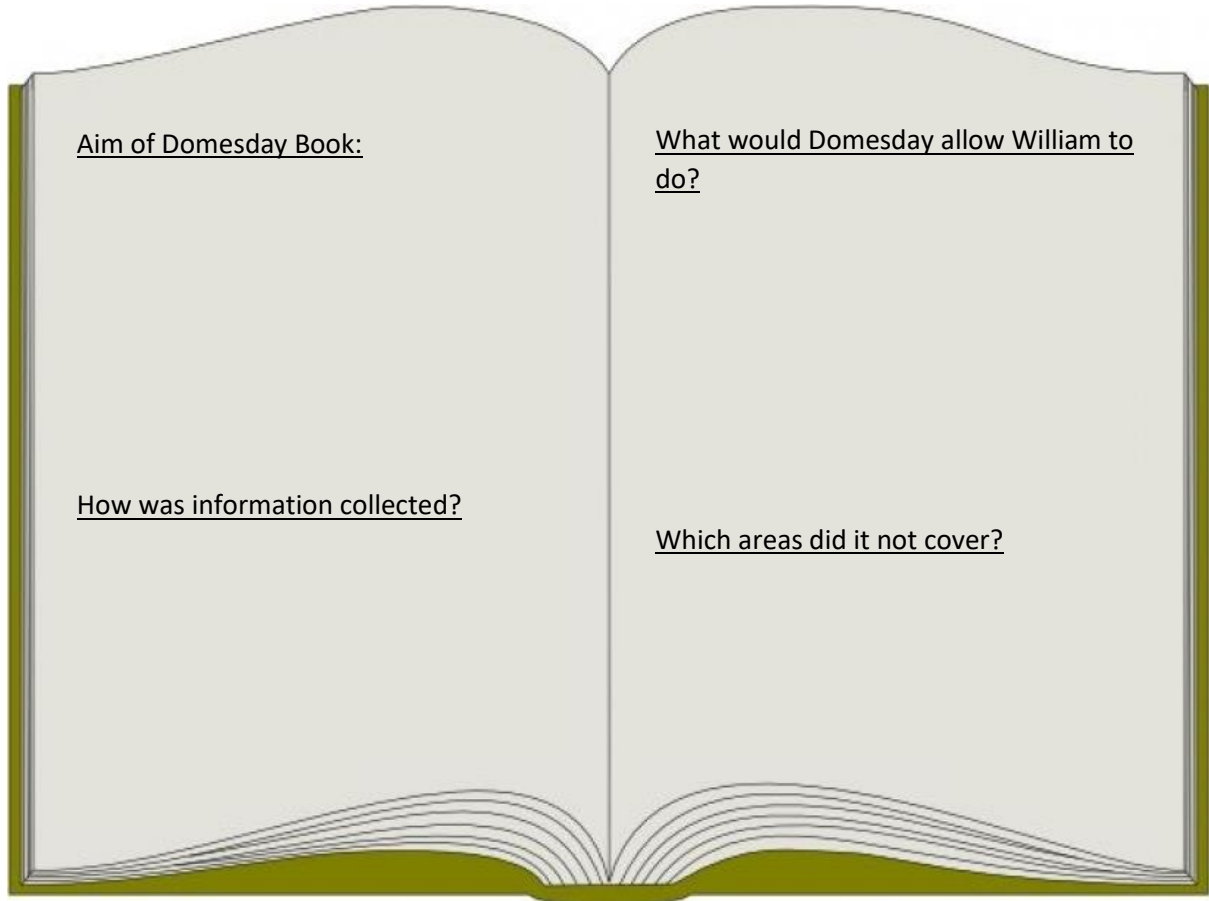 Aim of Domesday Book:
How was information collected?
What would Domesday allow William to
do?
Which areas did it not cover?